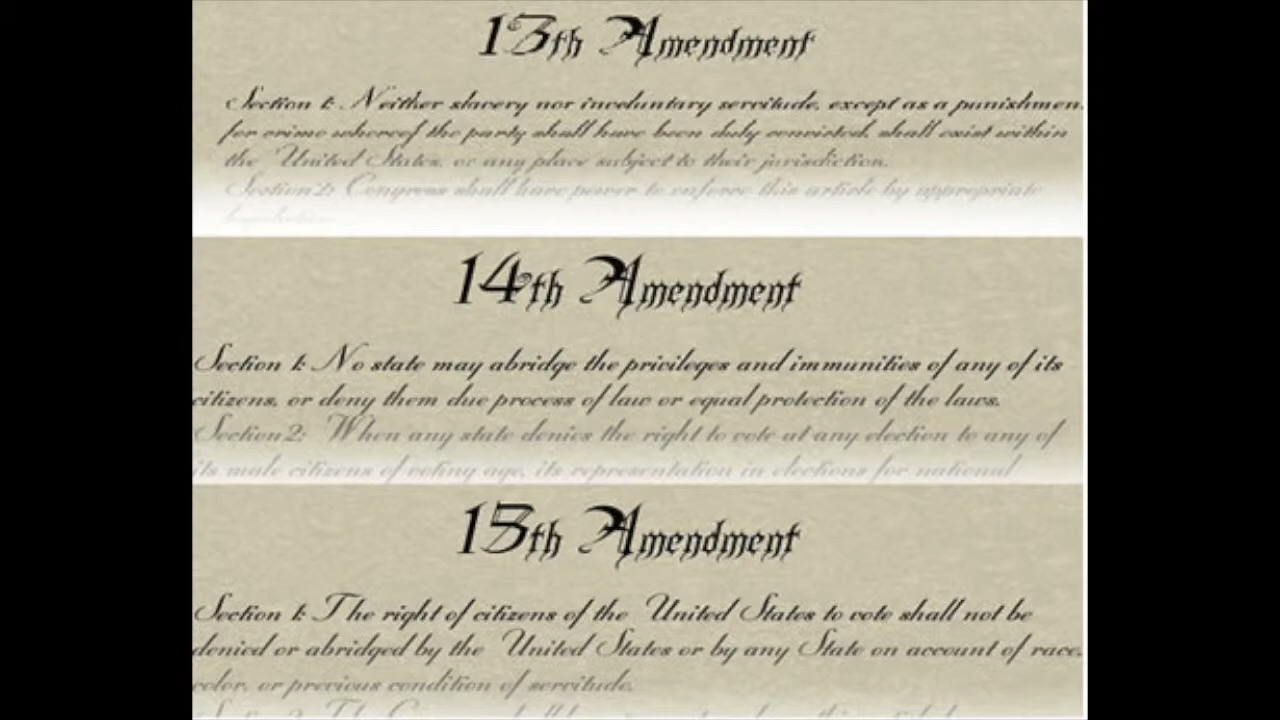 13th Amendment
Section 1: Neither slavery nor involuntary servitude, except as a punishmen
for crime whereof the party shall have been duly convicted, shall exist within
the United States, or any place subject to their jurisdiction.
Section 2: Congress shall have power to enforce this article by appropriate
14th Amendment
Section 1: No state may abridge the privileges and immunities of any of its
citizens, or deny them due process of law or equal protection of the laws.
Section 2: When any state denies the right to vote at any election to any of
its male citizens of voting age, its representation in elections for national
15th Amendment
Section 1: The right of citizens of the United States to vote shall not be
denied or abridged by the United States or by any State on account of race,
color, or previous condition of servitude.